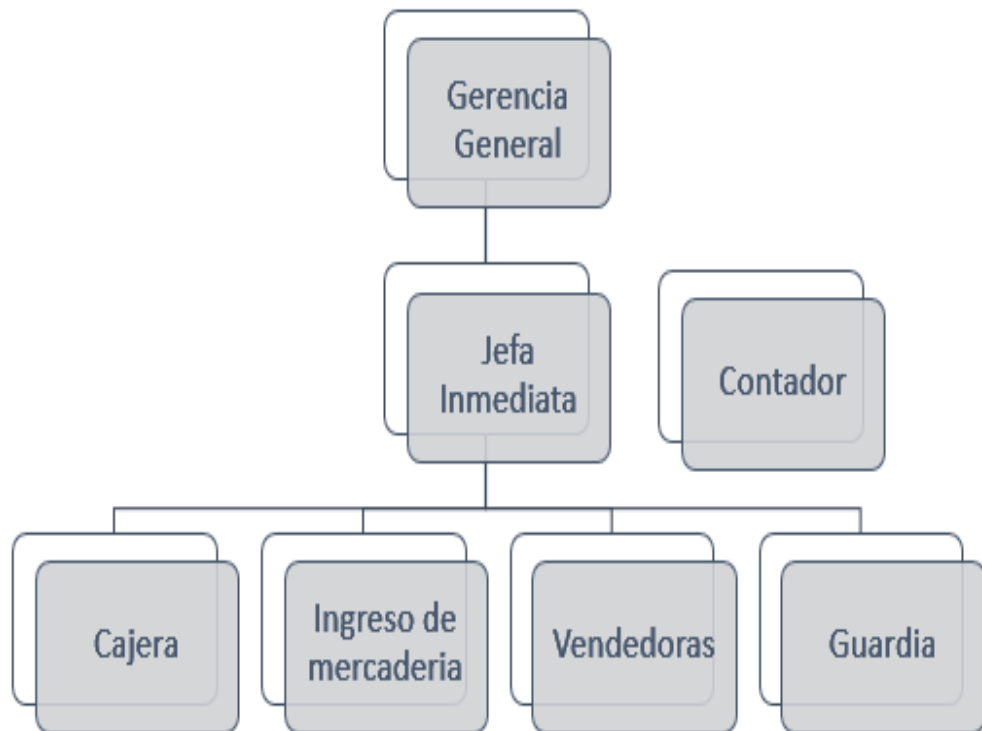 Gerencia
General
Jefa
Inmediata
Contador
Cajera
Ingreso de
mercaderia
Vendedoras
Guardia